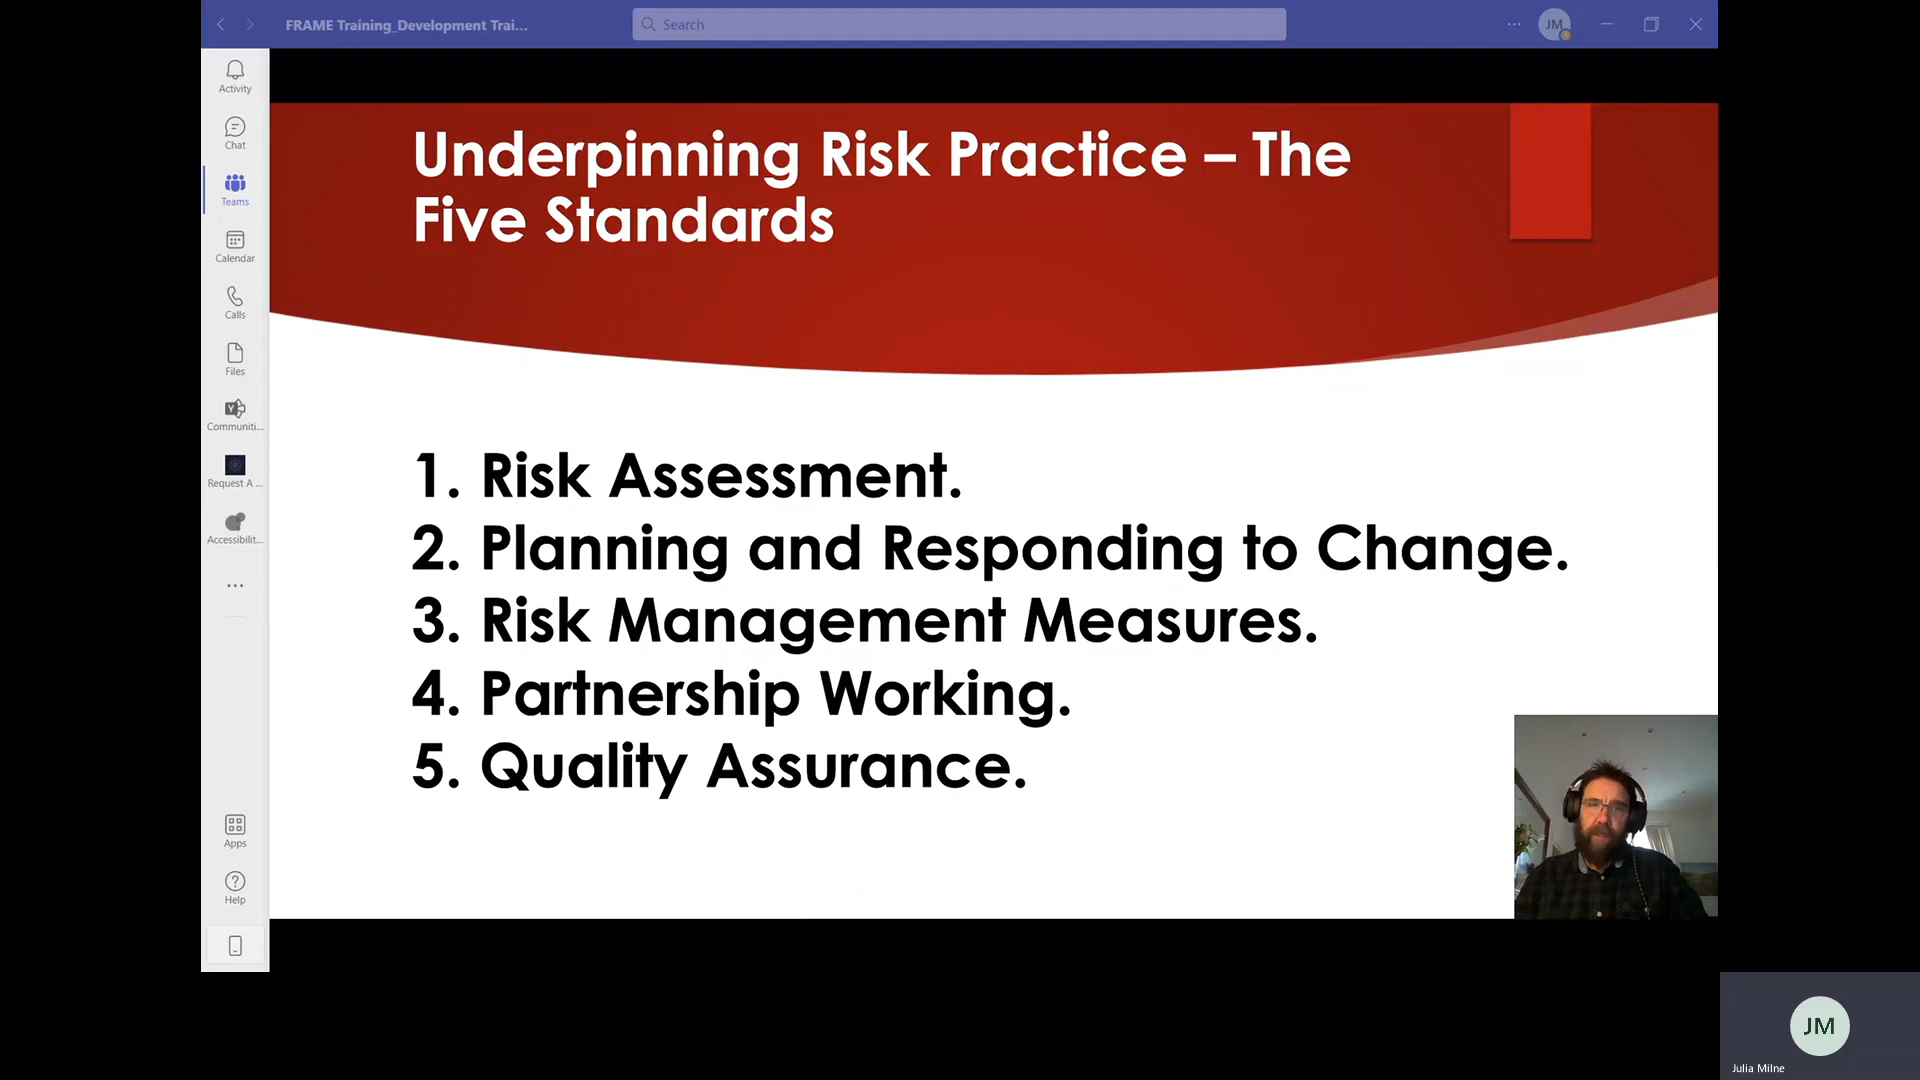 FRAME Training_Development Trai...
Search
JM
Activity
Chat
Teams
Calendar
Calls
Files
Communiti...
Request A ...
Accessibilit...
Apps
Help
Underpinning Risk Practice – The
Five Standards
1. Risk Assessment.
2. Planning and Responding to Change.
3. Risk Management Measures.
4. Partnership Working.
5. Quality Assurance.
JM
Julia Milne